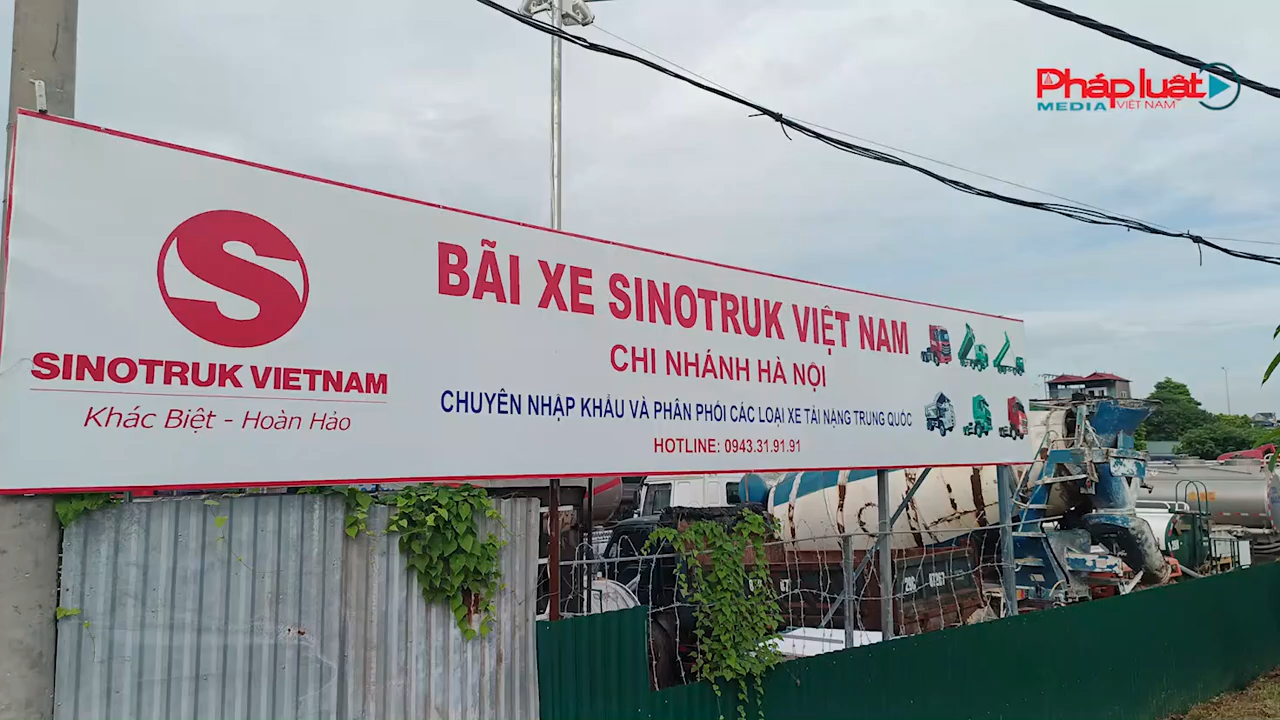 Pháp luật
MEDIA VIỆT NAM
S
SINOTRUK VIETNAM
Khác Biệt - Hoàn Hảo
BÃI XE SINOTRUK VIỆT NAM
CHI NHÁNH HÀ NỘI
CHUYÊN NHẬP KHẨU VÀ PHÂN PHỐI CÁC LOẠI XE TẢI NẶNG TRUNG QUỐC
HOTLINE: 0943.31.91.91